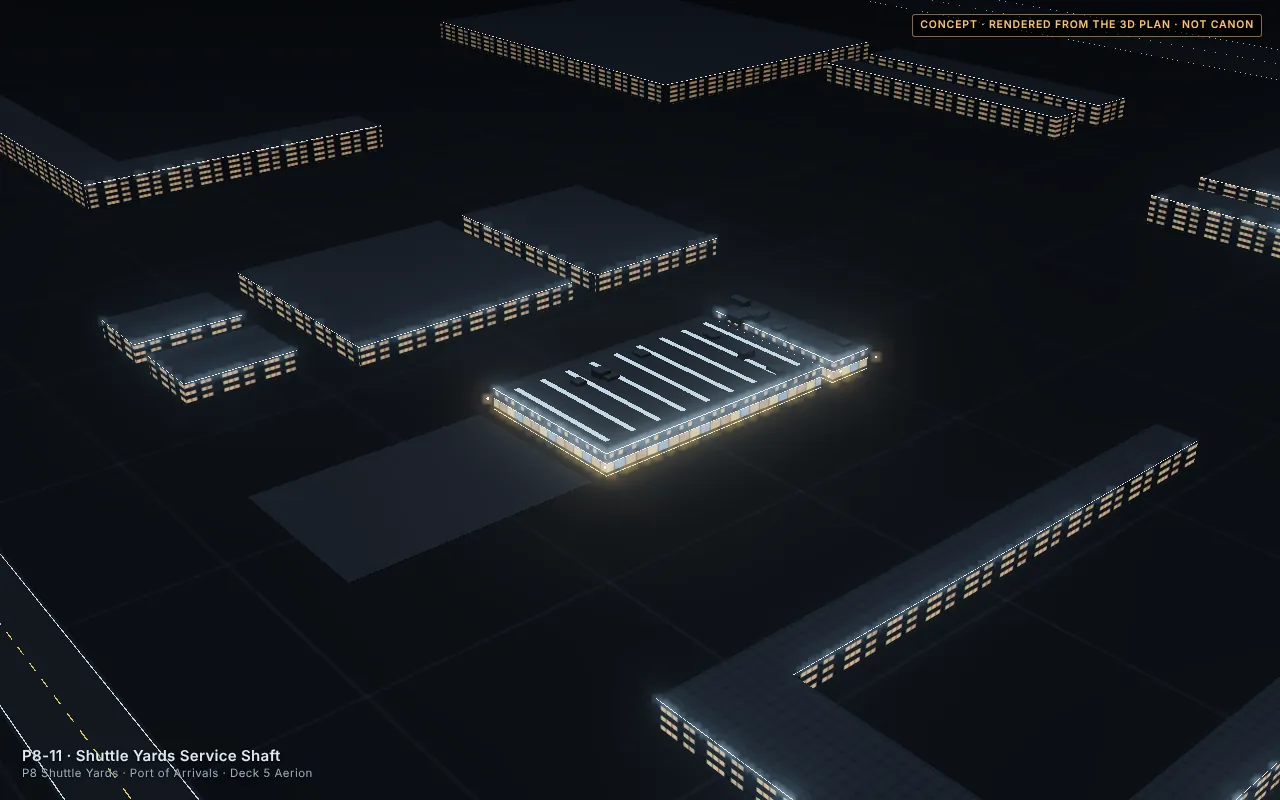 CONCEPT · RENDERED FROM THE 3D PLAN · NOT CANON
P8-11 · Shuttle Yards Service Shaft
P8 Shuttle Yards · Port of Arrivals · Deck 5 Aerion